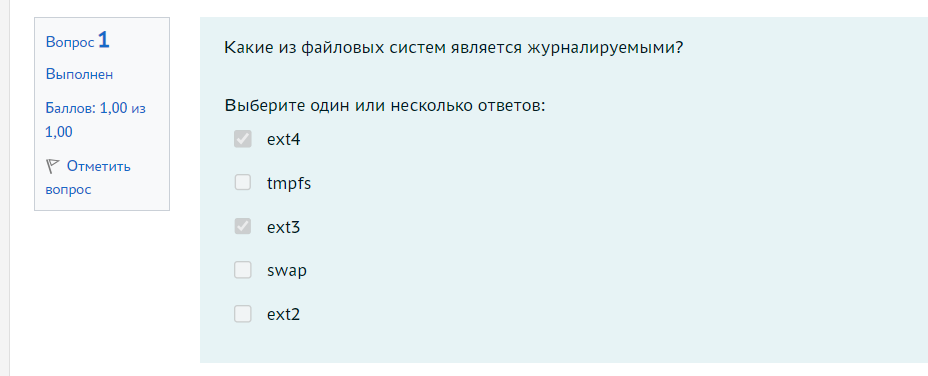 Вопрос 1
Выполнен
Баллов: 1,00 из
1,00
Отметить
вопрос
Какие из файловых систем является журналируемыми?
Выберите один или несколько ответов:
ext4
tmpfs
ext3
swap
ext2